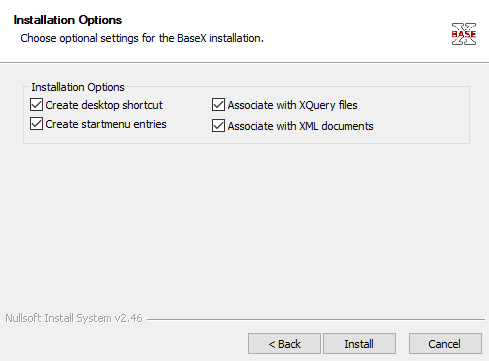 Installation Options
Choose optional settings for the BaseX installation.
BASE
Installation Options
Create desktop shortcut
Associate with XQuery files
Create startmenu entries
Associate with XML documents
Nullsoft Install System v2.46
< Back
Install
Cancel